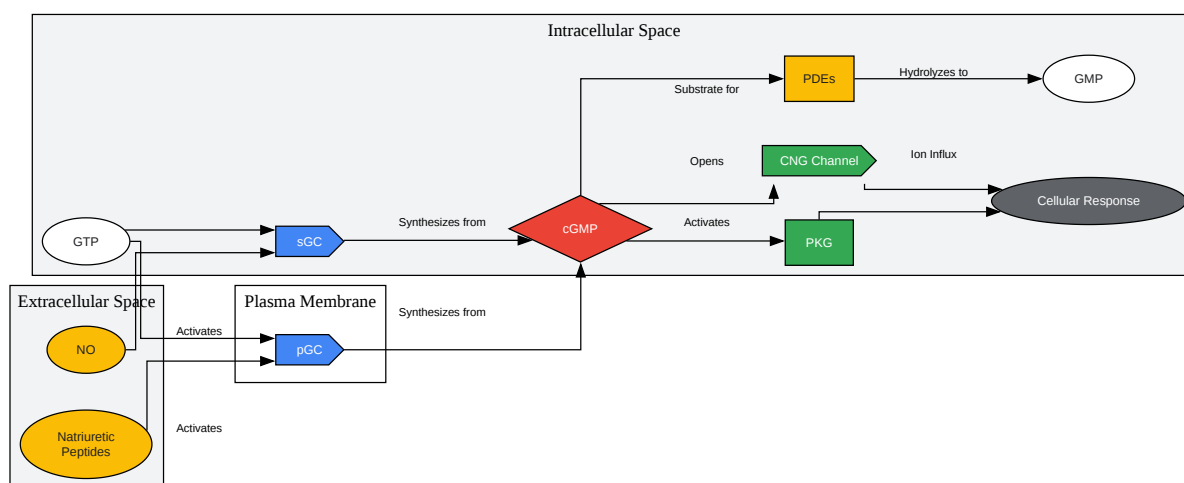 Intracellular Space
PDEs
Hydrolyzes to
GMP
Substrate for
Opens
CNG Channel
Ion Influx
Cellular Response
GTP
sGC
Synthesizes from
cGMP
Activates
PKG
Extracellular Space
Plasma Membrane
Synthesizes from
NO
Activates
pGC
Natriuretic
Peptides
Activates